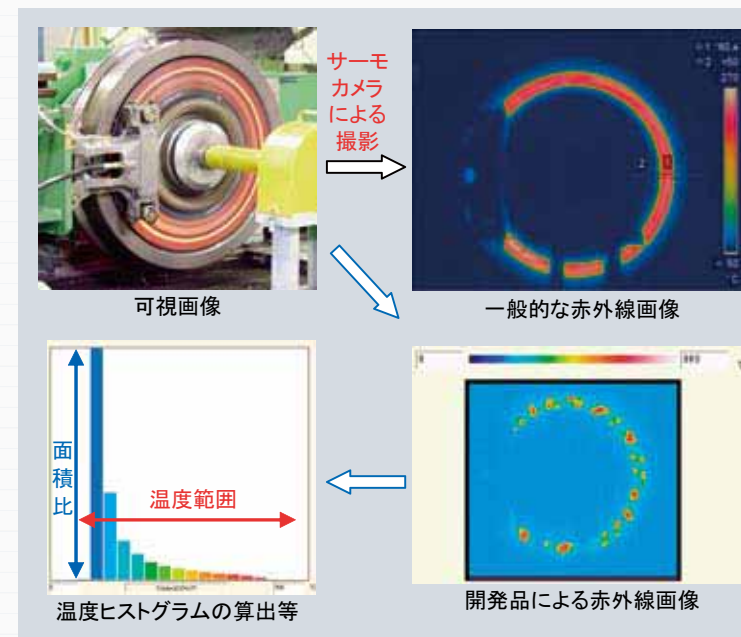 サーモ
カメラ
による
撮影
可視画像
一般的な赤外線画像
面
積
比
温度範囲
温度ヒストグラムの算出等
開発品による赤外線画像